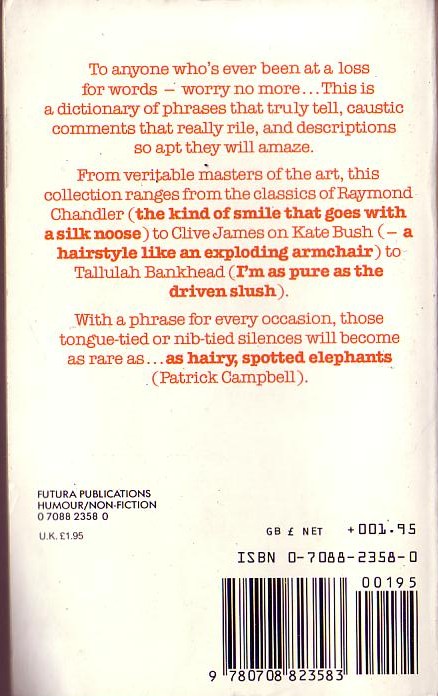 To anyone who's ever been at a loss
for words – worry no more... This is
a dictionary of phrases that truly tell, caustic
comments that really rile, and descriptions
so apt they will amaze.
From veritable masters of the art, this
collection ranges from the classics of Raymond
Chandler (the kind of smile that goes with
a silk noose) to Clive James on Kate Bush (– a
hairstyle like an exploding armchair) to
Tallulah Bankhead (I'm as pure as the
driven slush).
With a phrase for every occasion, those
tongue-tied or nib-tied silences will become
as rare as... as hairy, spotted elephants
(Patrick Campbell).
FUTURA PUBLICATIONS
HUMOUR/NON-FICTION
0 7088 2358 0
U.K. £1.95
GB £ NET +001.95
ISBN 0-7088-2358-0
00195
9 780708 823583